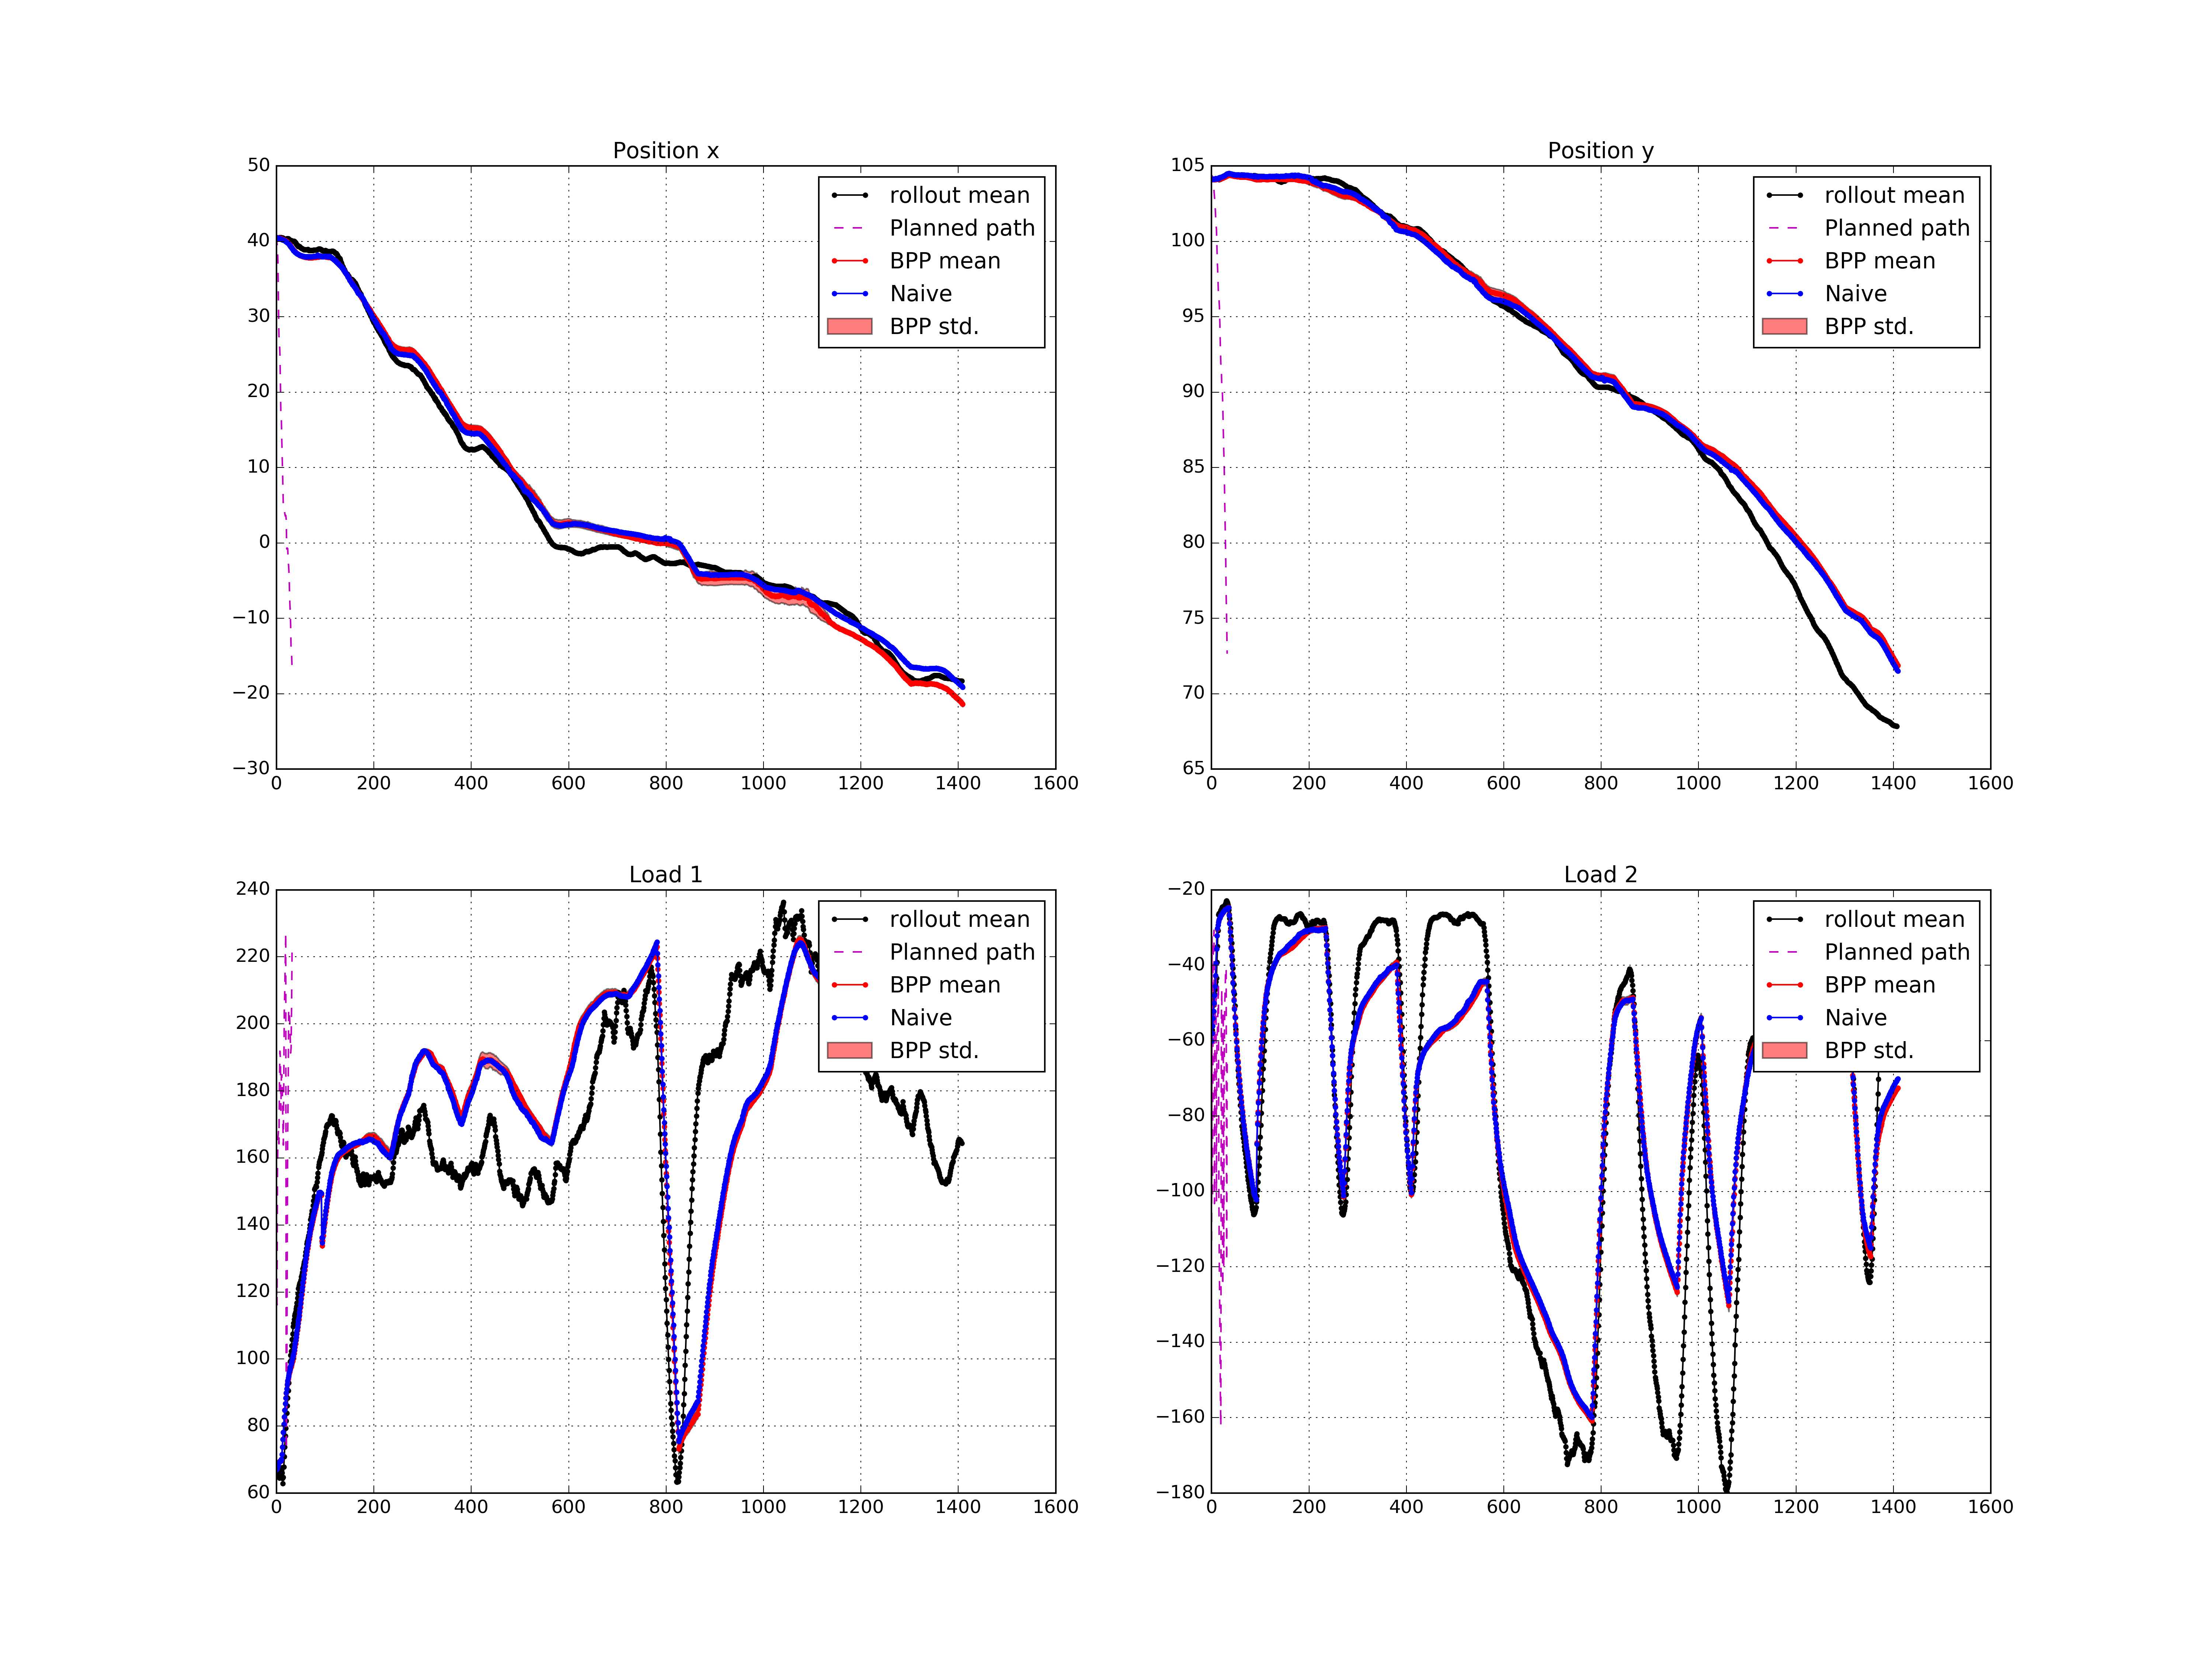 Position x
50
40
30
20
10
0
−10
−20
−30
0 200 400 600 800 1000 1200 1400 1600
rollout mean
Planned path
BPP mean
Naive
BPP std.
Position y
105
100
95
90
85
80
75
70
65
0 200 400 600 800 1000 1200 1400 1600
rollout mean
Planned path
BPP mean
Naive
BPP std.
Load 1
240
220
200
180
160
140
120
100
80
60
0 200 400 600 800 1000 1200 1400 1600
rollout mean
Planned path
BPP mean
Naive
BPP std.
Load 2
−20
−40
−60
−80
−100
−120
−140
−160
−180
0 200 400 600 800 1000 1200 1400 1600
rollout mean
Planned path
BPP mean
Naive
BPP std.